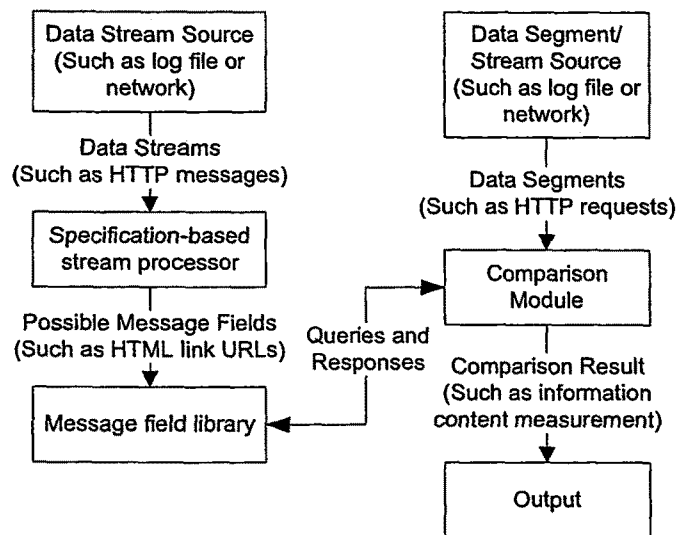 Data Stream Source
(Such as log file or
network)
Data Streams
(Such as HTTP messages)
Specification-based
stream processor
Possible Message Fields
(Such as HTML link URLs)
Message field library
Queries and
Responses
Data Segment/
Stream Source
(Such as log file or
network)
Data Segments
(Such as HTTP requests)
Comparison
Module
Comparison Result
(Such as information
content measurement)
Output